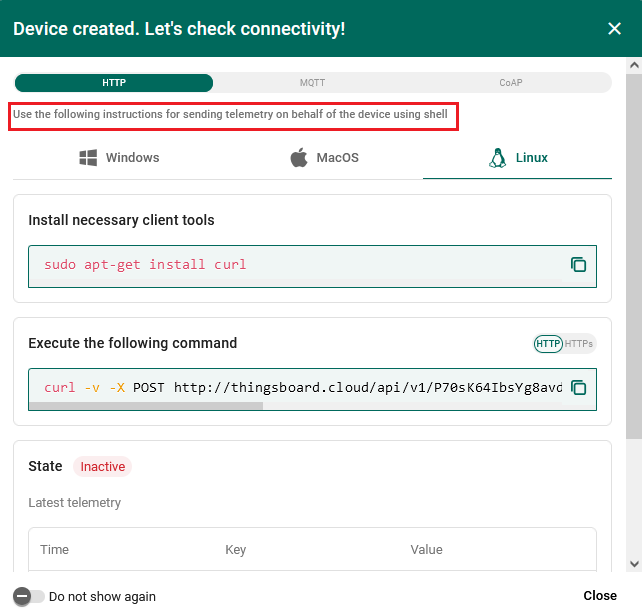 Device created. Let's check connectivity!
HTTP MQTT CoAP
Use the following instructions for sending telemetry on behalf of the device using shell
Windows MacOS Linux
Install necessary client tools
sudo apt-get install curl
Execute the following command
HTTP HTTPs
curl -v -X POST http://thingsboard.cloud/api/v1/P70sK64IbsYg8avd
State Inactive
Latest telemetry
Time Key Value
Do not show again Close